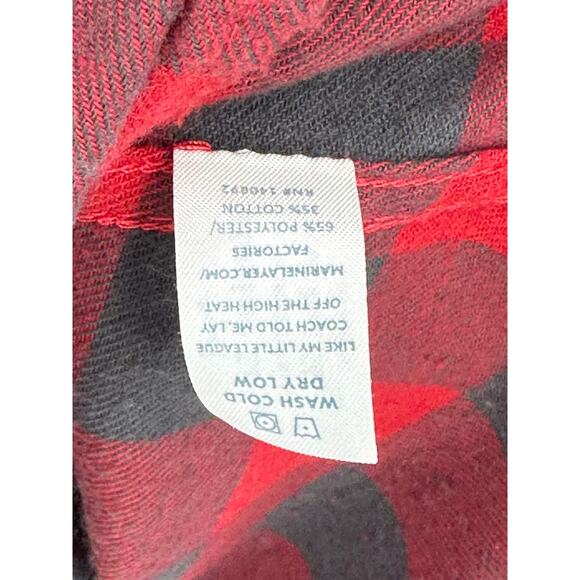 WASH COLD
DRY LOW
LIKE MY LITTLE LEAGUE
COACH TOLD ME, LAY
OFF THE HIGH HEAT
MARINELAYER.COM/
FACTORIES
65% POLYESTER/
35% COTTON
RN# 140892